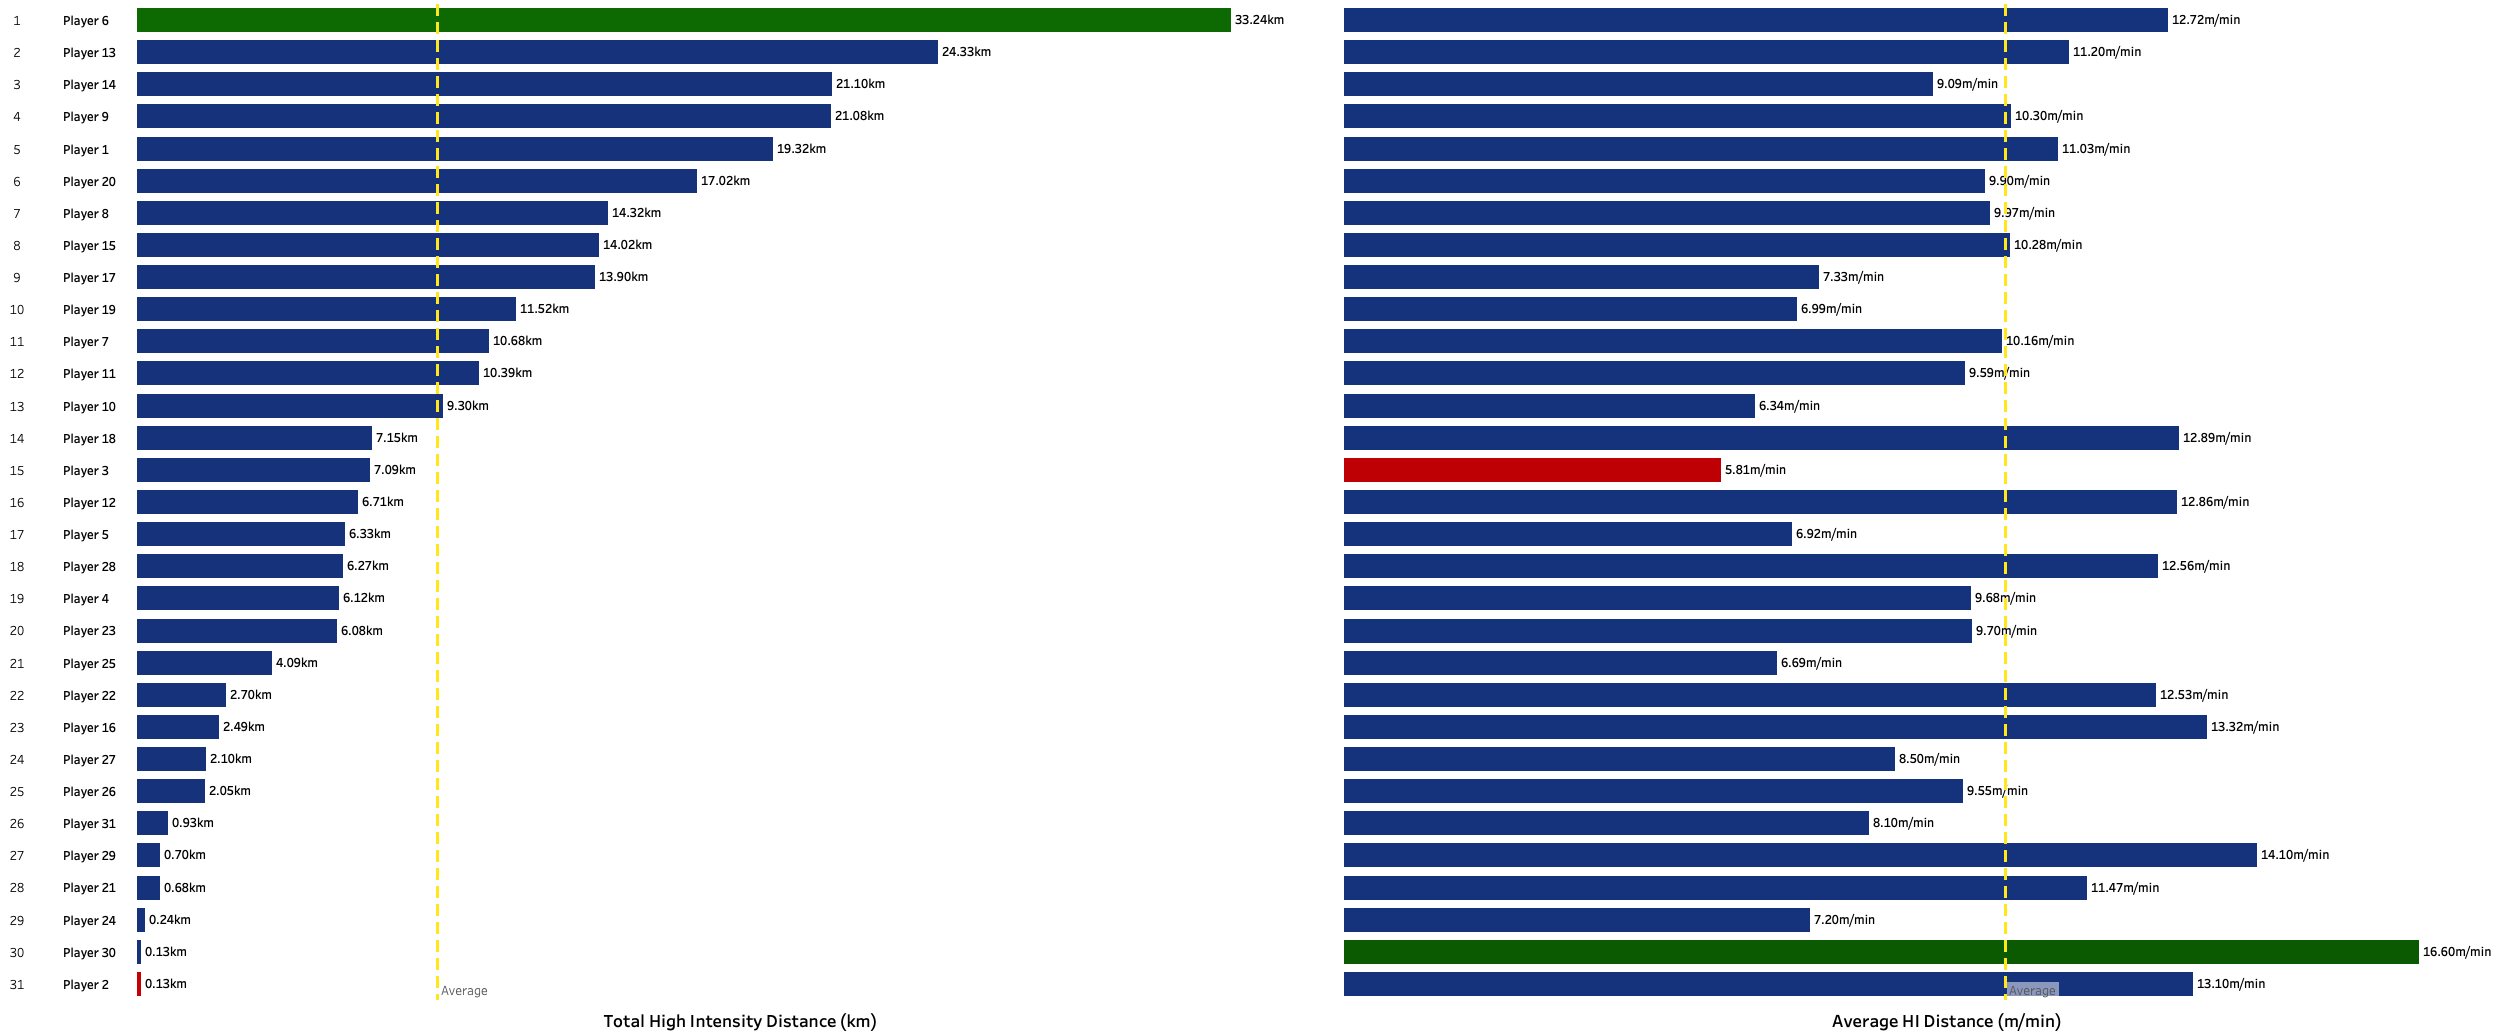 1 Player 6 33.24km 12.72m/min
2 Player 13 24.33km 11.20m/min
3 Player 14 21.10km 9.09m/min
4 Player 9 21.08km 10.30m/min
5 Player 1 19.32km 11.03m/min
6 Player 20 17.02km 9.90m/min
7 Player 8 14.32km 9.97m/min
8 Player 15 14.02km 10.28m/min
9 Player 17 13.90km 7.33m/min
10 Player 19 11.52km 6.99m/min
11 Player 7 10.68km 10.16m/min
12 Player 11 10.39km 9.59m/min
13 Player 10 9.30km 6.34m/min
14 Player 18 7.15km 12.89m/min
15 Player 3 7.09km 5.81m/min
16 Player 12 6.71km 12.86m/min
17 Player 5 6.33km 6.92m/min
18 Player 28 6.27km 12.56m/min
19 Player 4 6.12km 9.68m/min
20 Player 23 6.08km 9.70m/min
21 Player 25 4.09km 6.69m/min
22 Player 22 2.70km 12.53m/min
23 Player 16 2.49km 13.32m/min
24 Player 27 2.10km 8.50m/min
25 Player 26 2.05km 9.55m/min
26 Player 31 0.93km 8.10m/min
27 Player 29 0.70km 14.10m/min
28 Player 21 0.68km 11.47m/min
29 Player 24 0.24km 7.20m/min
30 Player 30 0.13km 16.60m/min
31 Player 2 0.13km 13.10m/min
Average Average
Total High Intensity Distance (km) Average HI Distance (m/min)